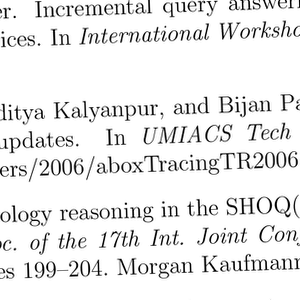 er. Incremental query answeri
ices. In International Worksho
ditya Kalyanpur, and Bijan Pa
updates. In UMIACS Tech
ers/2006/aboxTracingTR2006
ology reasoning in the SHOQ(
oc. of the 17th Int. Joint Con
es 199–204. Morgan Kaufmann